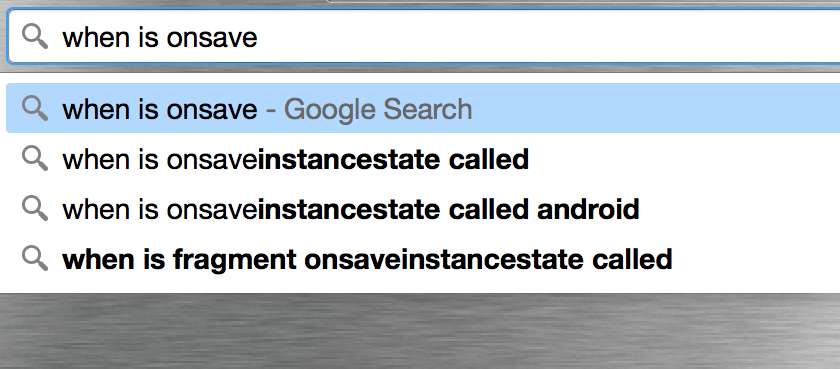 when is onsave
when is onsave - Google Search
when is onsaveinstancestate called
when is onsaveinstancestate called android
when is fragment onsaveinstancestate called